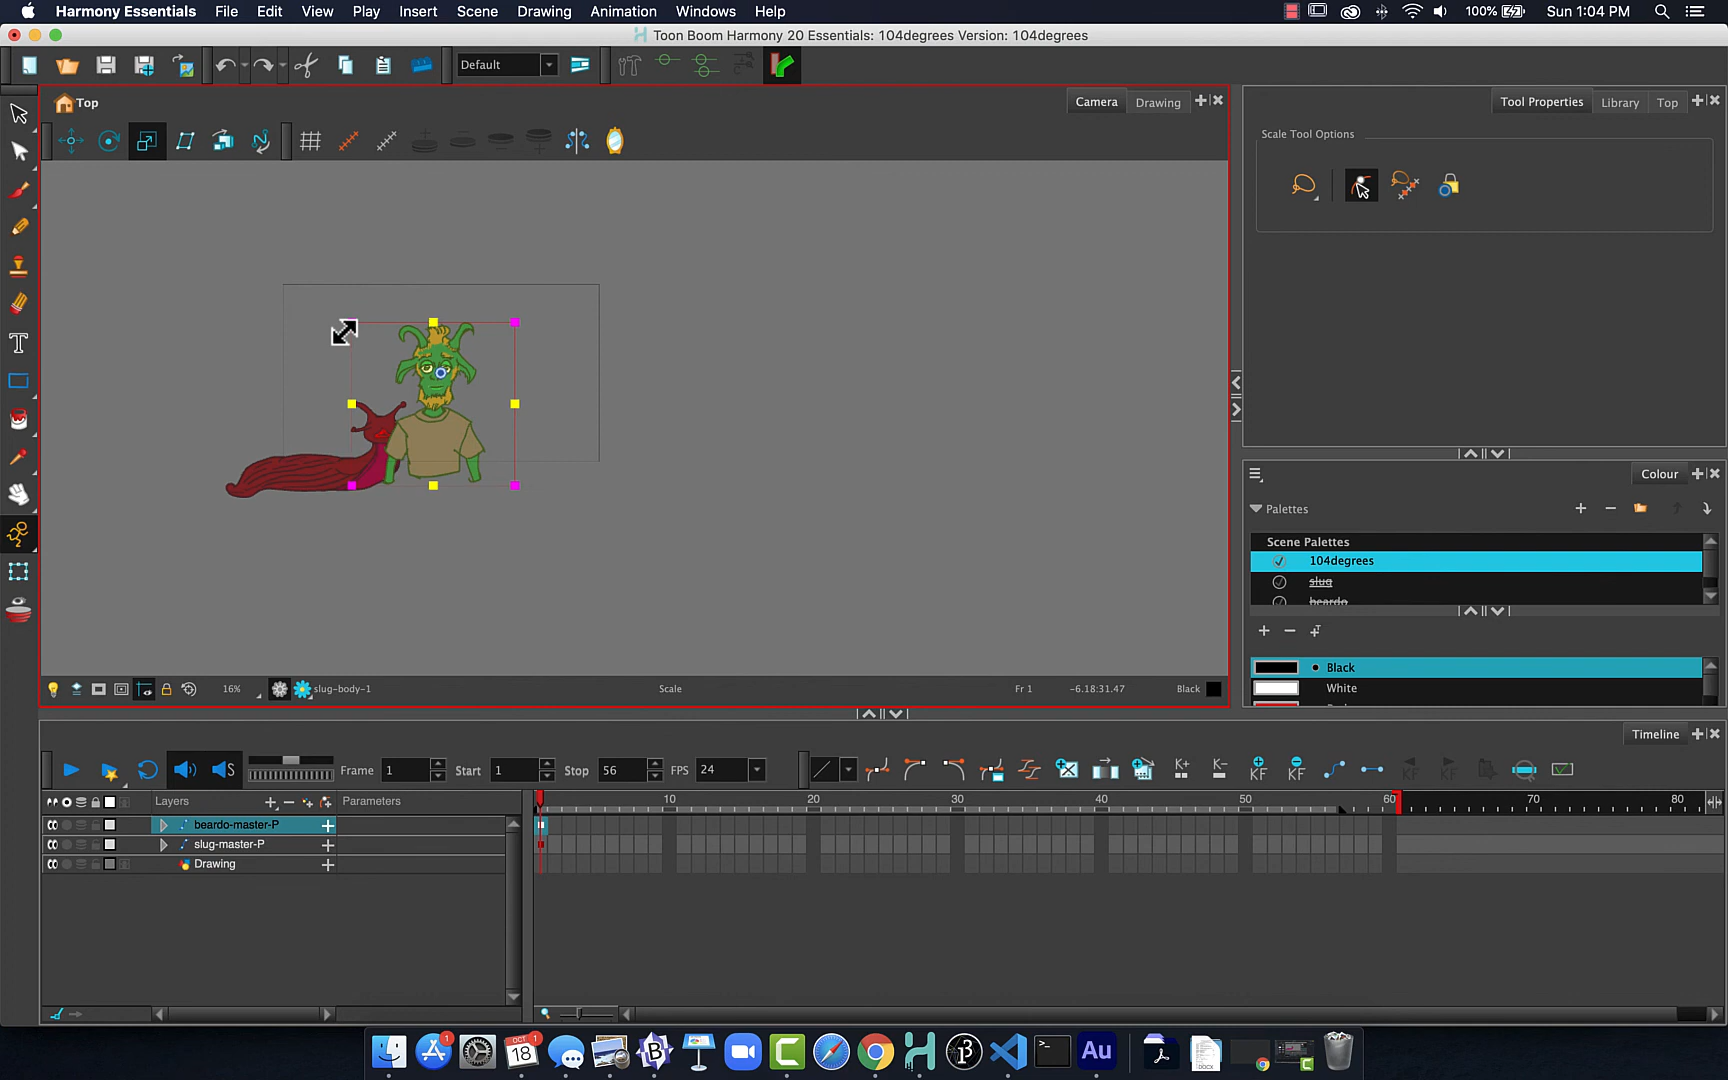 Harmony Essentials File Edit View Play Insert Scene Drawing Animation Windows Help 100% Sun 1:04 PM
Toon Boom Harmony 20 Essentials: 104degrees Version: 104degrees
Default
Top Camera Drawing Tool Properties Library Top
Scale Tool Options
Colour
Palettes
Scene Palettes
104degrees
slug
beardo
Black
White
16% slug-body-1 Scale Fr 1 -6.18:31.47 Black
Timeline
Frame 1 Start 1 Stop 56 FPS 24
Layers Parameters 10 20 30 40 50 60 70 80
beardo-master-P
slug-master-P
Drawing
OCT
18
Au
DOCX